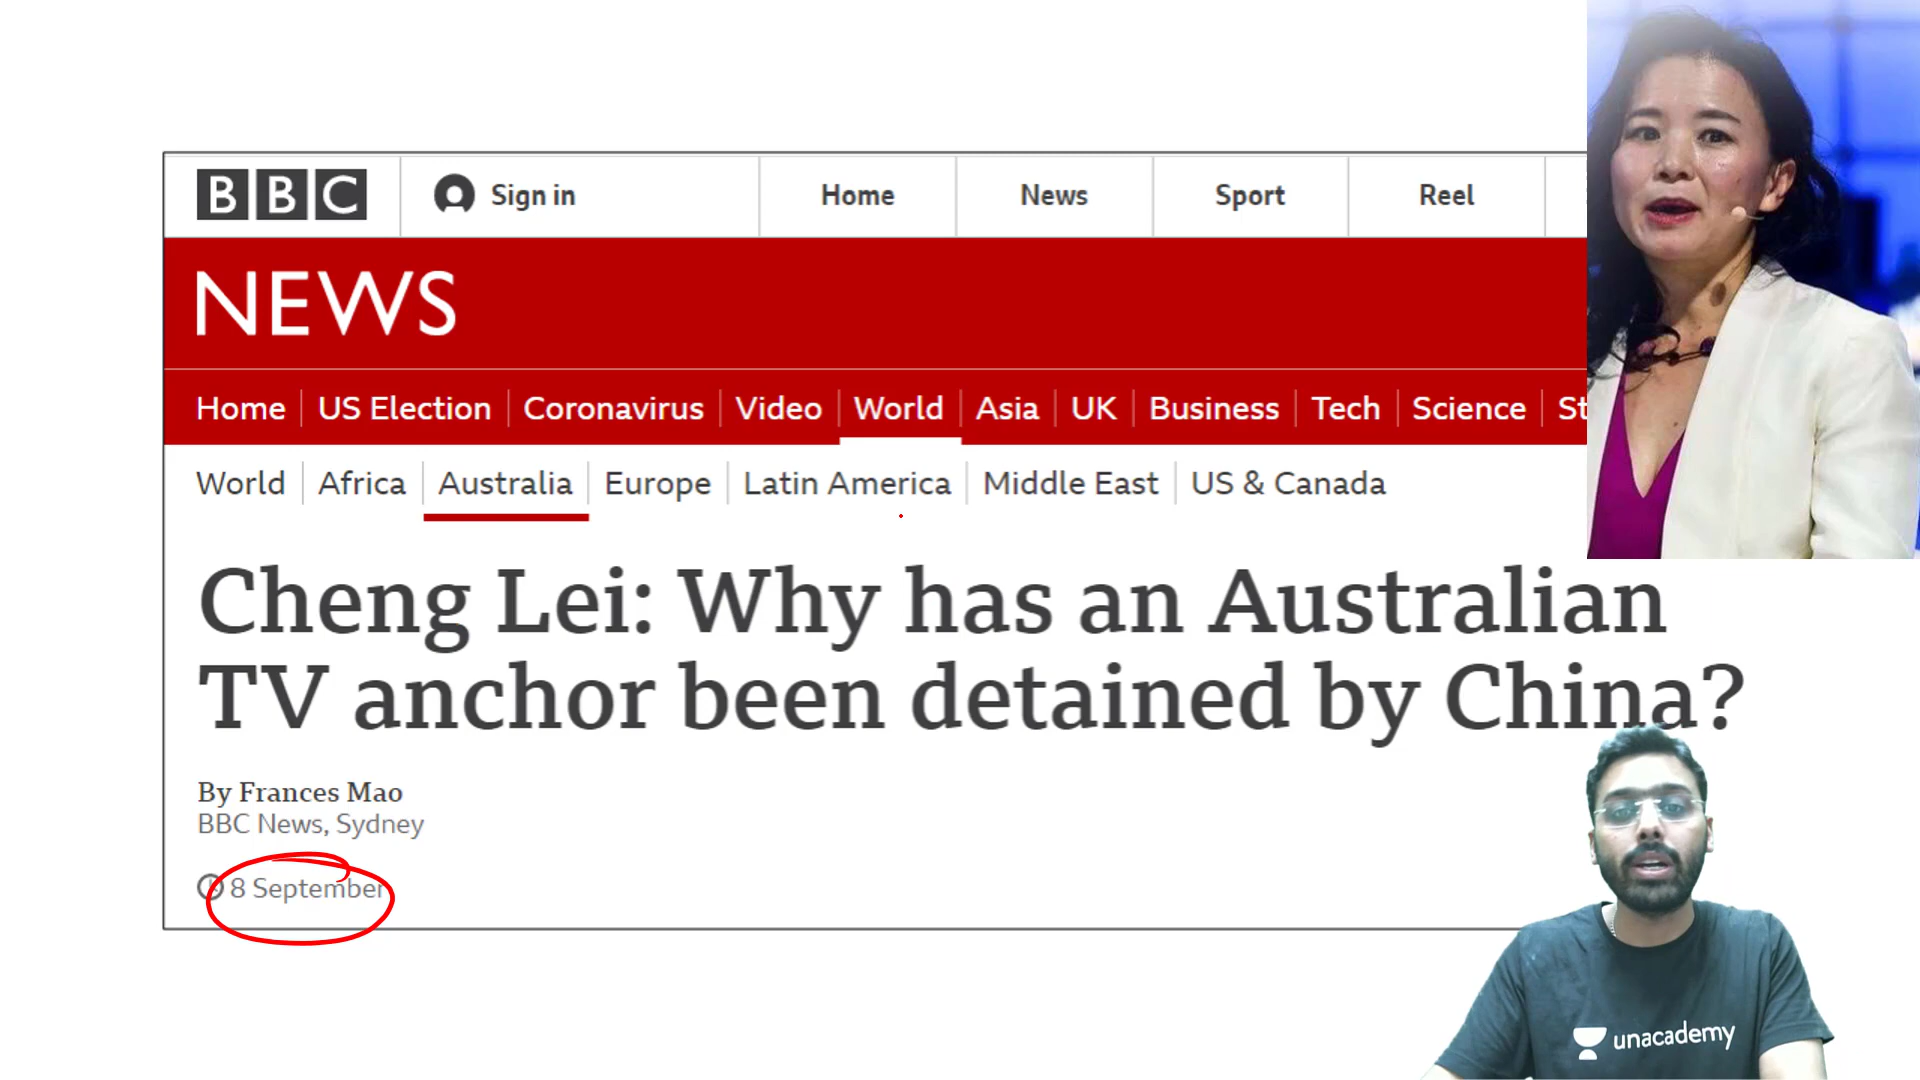 BBC Sign in Home News Sport Reel
NEWS
Home US Election Coronavirus Video World Asia UK Business Tech Science St
World Africa Australia Europe Latin America Middle East US & Canada
Cheng Lei: Why has an Australian
TV anchor been detained by China?
By Frances Mao
BBC News, Sydney
8 September
unacademy